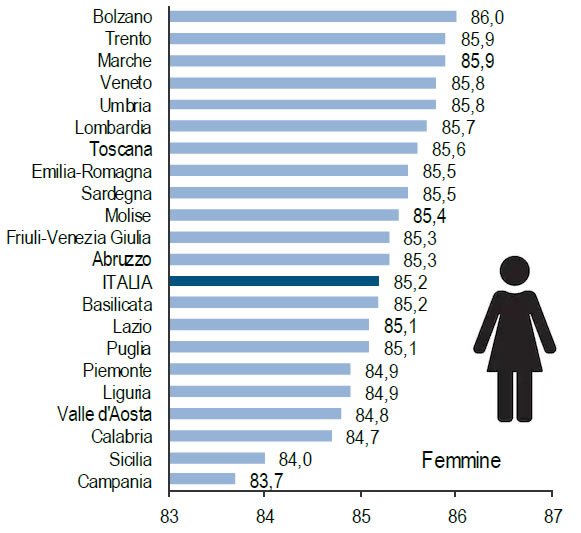 Bolzano 86,0
Trento 85,9
Marche 85,9
Veneto 85,8
Umbria 85,8
Lombardia 85,7
Toscana 85,6
Emilia-Romagna 85,5
Sardegna 85,5
Molise 85,4
Friuli-Venezia Giulia 85,3
Abruzzo 85,3
ITALIA 85,2
Basilicata 85,2
Lazio 85,1
Puglia 85,1
Piemonte 84,9
Liguria 84,9
Valle d'Aosta 84,8
Calabria 84,7
Sicilia 84,0 Femmine
Campania 83,7
83 84 85 86 87